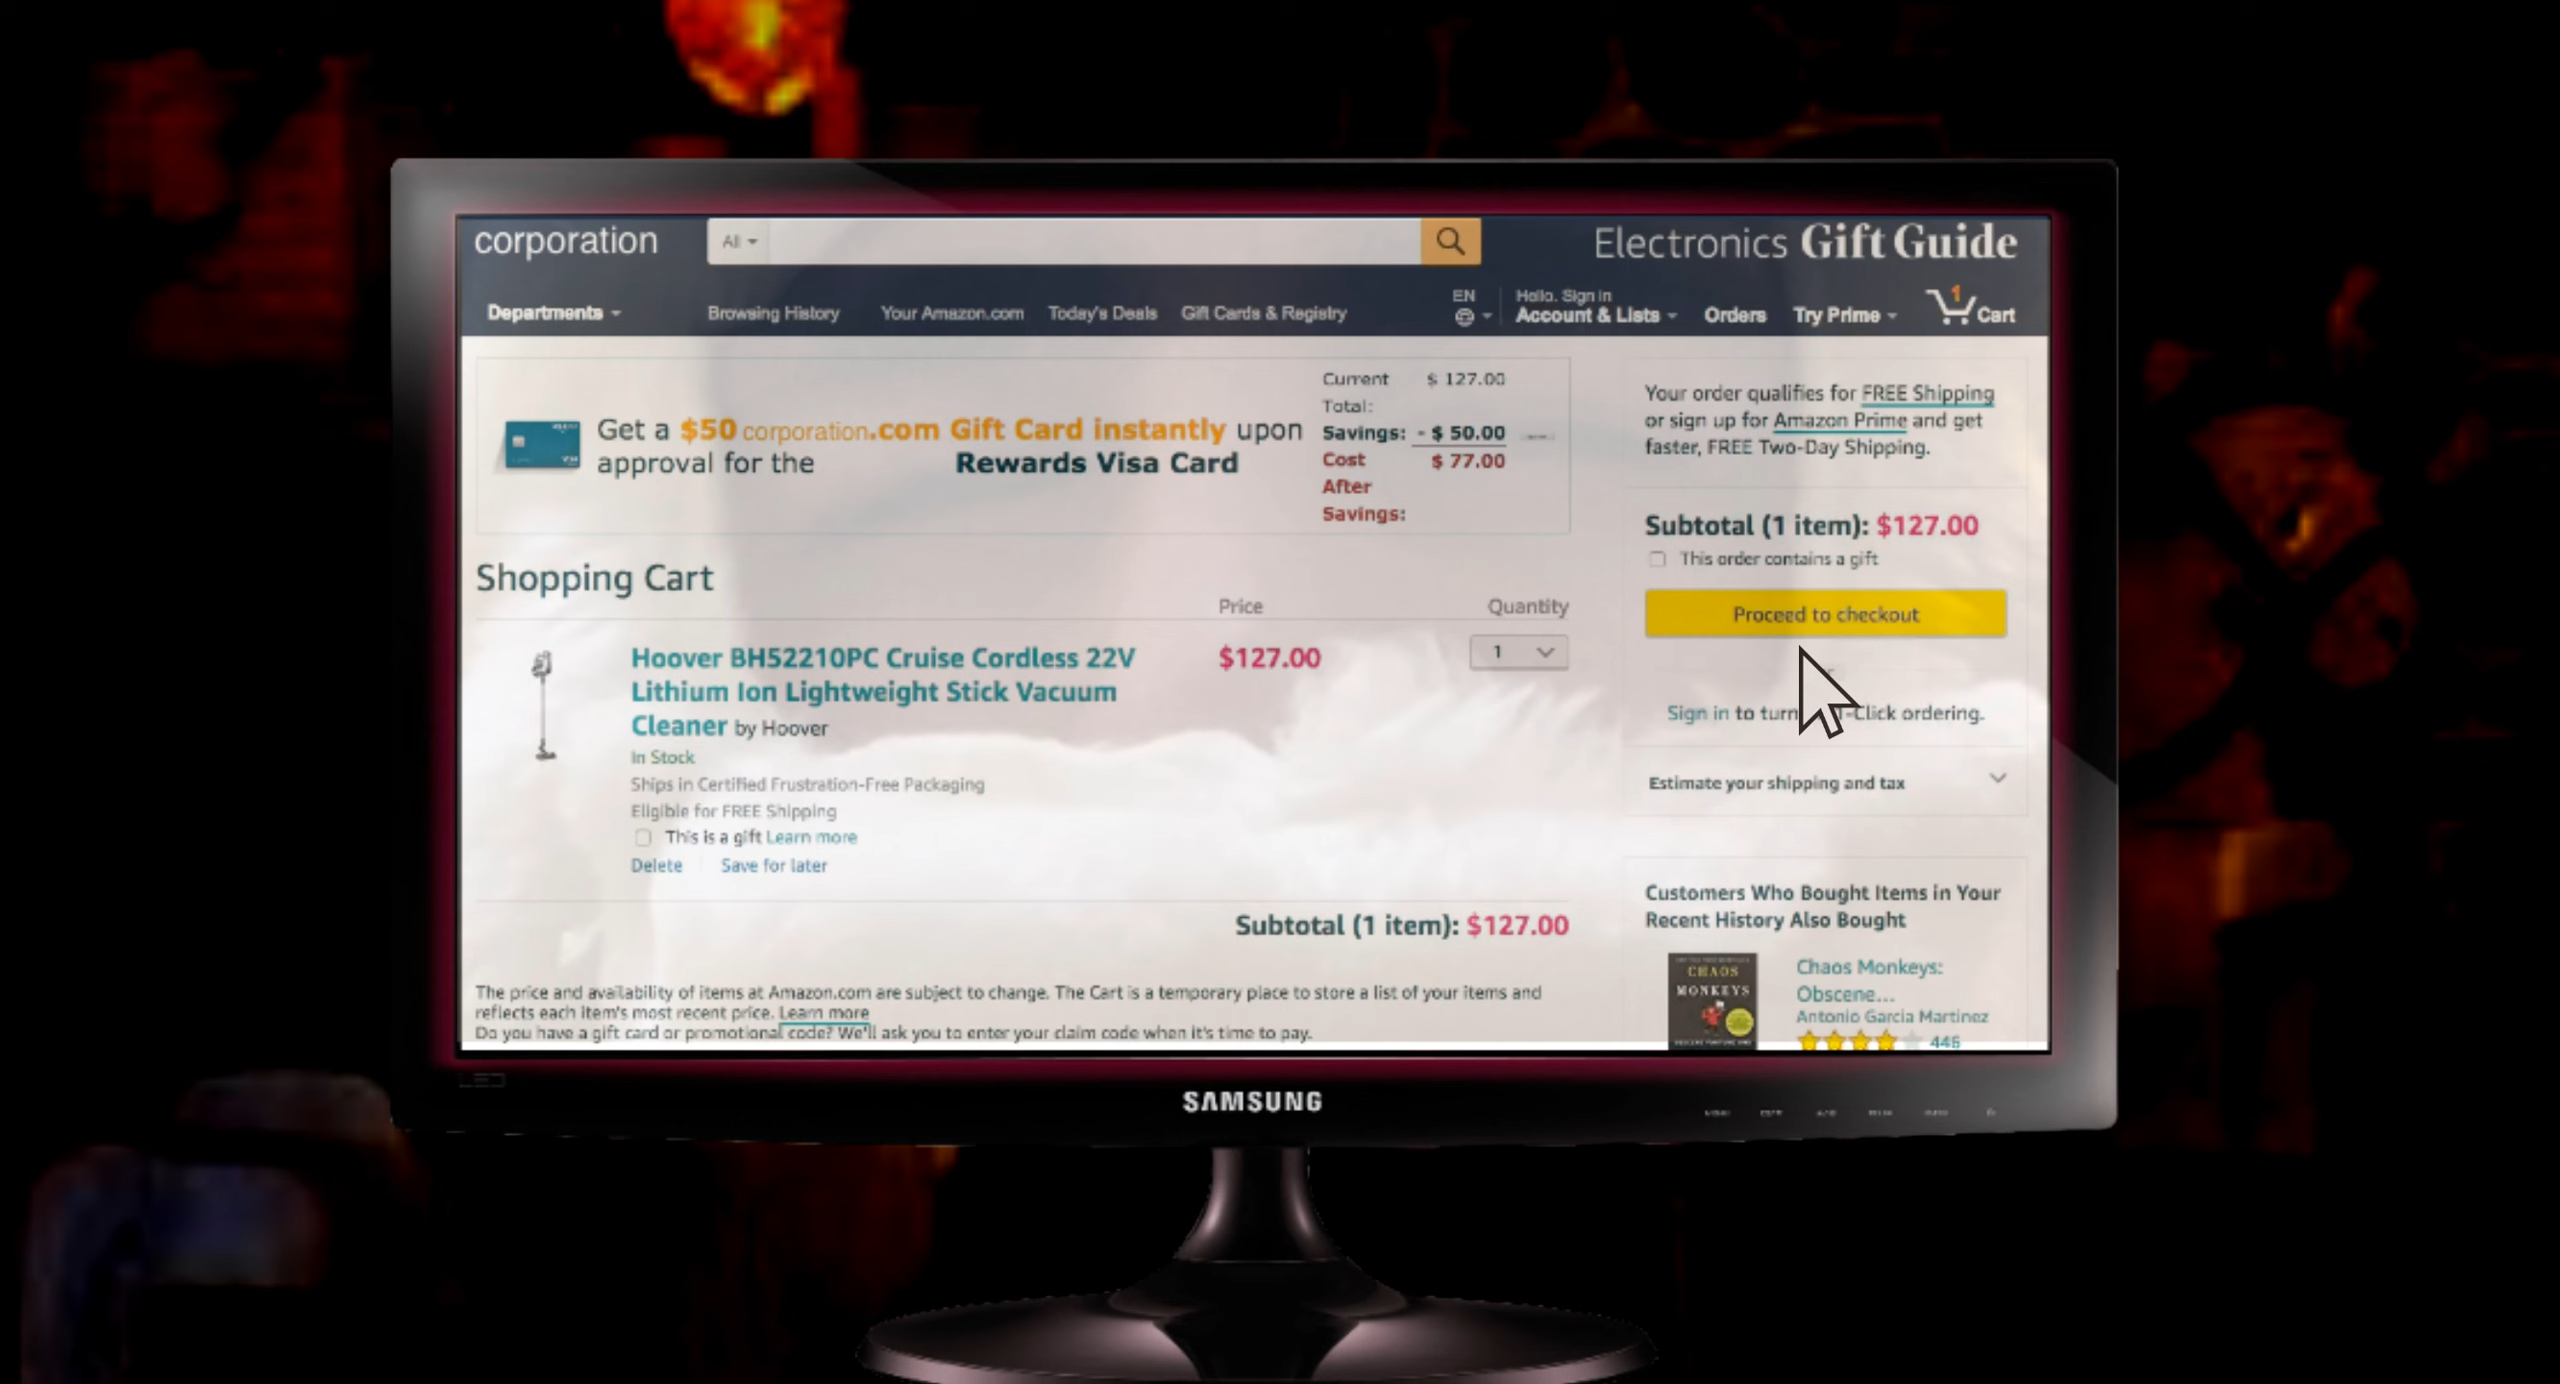 corporation
All
Electronics Gift Guide
Departments
Browsing History
Your Amazon.com
Today's Deals
Gift Cards & Registry
EN
Hello. Sign in
Account & Lists
Orders
Try Prime
1
Cart
Get a $50 corporation.com Gift Card instantly upon
approval for the Rewards Visa Card
Current $ 127.00
Total:
Savings: - $ 50.00
Cost $ 77.00
After
Savings:
Your order qualifies for FREE Shipping
or sign up for Amazon Prime and get
faster, FREE Two-Day Shipping.
Subtotal (1 item): $127.00
This order contains a gift
Proceed to checkout
Sign in to turn 1-Click ordering.
Estimate your shipping and tax
Shopping Cart
Price
Quantity
Hoover BH52210PC Cruise Cordless 22V
Lithium Ion Lightweight Stick Vacuum
Cleaner by Hoover
$127.00
1
In Stock
Ships in Certified Frustration-Free Packaging
Eligible for FREE Shipping
This is a gift Learn more
Delete
Save for later
Subtotal (1 item): $127.00
Customers Who Bought Items in Your
Recent History Also Bought
CHAOS
MONKEYS
Chaos Monkeys:
Obscene...
Antonio Garcia Martinez
446
The price and availability of items at Amazon.com are subject to change. The Cart is a temporary place to store a list of your items and
reflects each item's most recent price. Learn more
Do you have a gift card or promotional code? We'll ask you to enter your claim code when it's time to pay.
LED
SAMSUNG